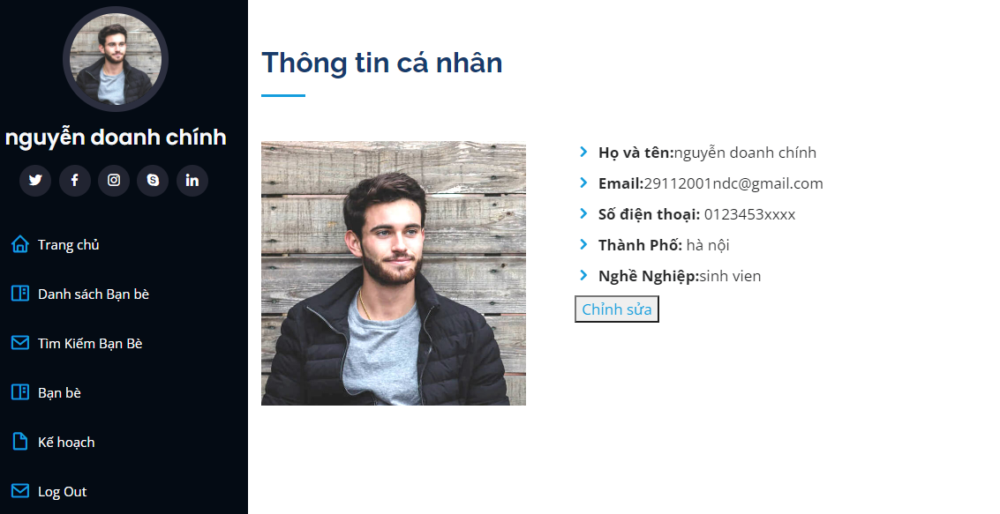 nguyễn doanh chính
Trang chủ
Danh sách Bạn bè
Tìm Kiếm Bạn Bè
Bạn bè
Kế hoạch
Log Out
Thông tin cá nhân
Họ và tên:nguyễn doanh chính
Email:29112001ndc@gmail.com
Số điện thoại: 0123453xxxx
Thành Phố: hà nội
Nghề Nghiệp:sinh vien
Chỉnh sửa